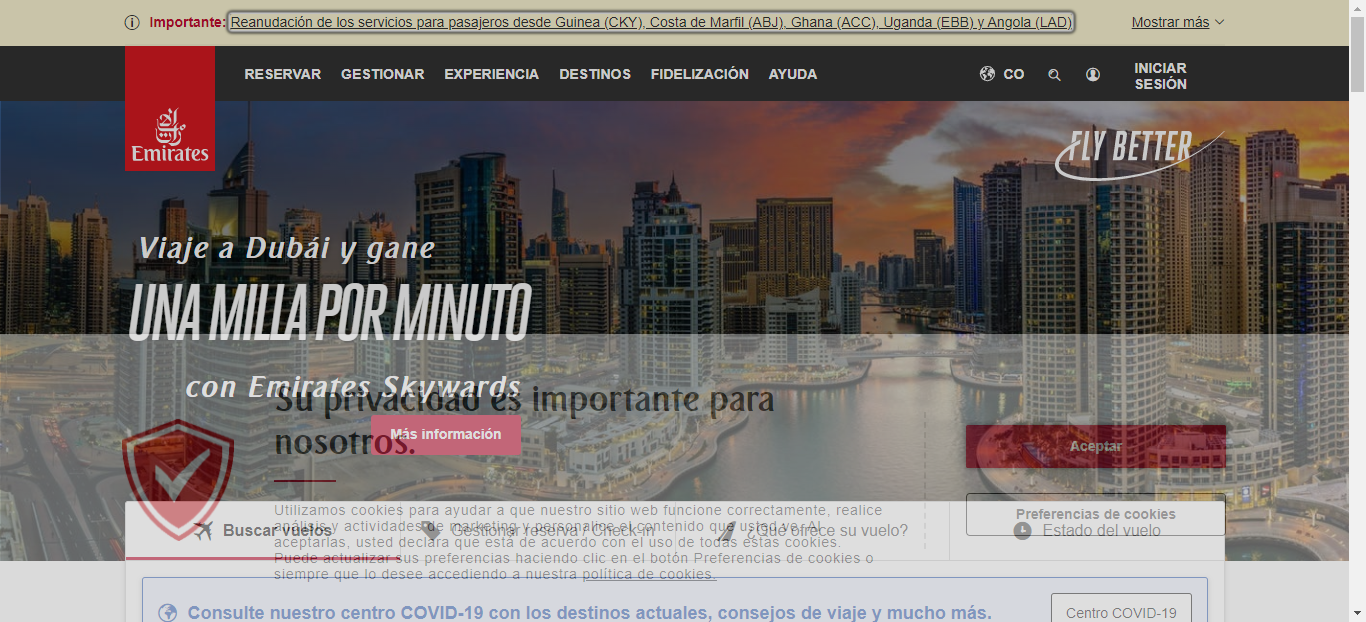 Importante: Reanudación de los servicios para pasajeros desde Guinea (CKY), Costa de Marfil (ABJ), Ghana (ACC), Uganda (EBB) y Angola (LAD) Mostrar más
RESERVAR GESTIONAR EXPERIENCIA DESTINOS FIDELIZACIÓN AYUDA CO INICIAR SESIÓN
Emirates
FLY BETTER
Viaje a Dubái y gane
UNA MILLA POR MINUTO
con Emirates Skywards
Más información
Su privacidad es importante para
nosotros.
Aceptar
Preferencias de cookies
Utilizamos cookies para ayudar a que nuestro sitio web funcione correctamente, realice
análisis y actividades de marketing y personalice el contenido que usted ve. Al
aceptarlas, usted declara que está de acuerdo con el uso de todas estas cookies.
Puede actualizar sus preferencias haciendo clic en el botón Preferencias de cookies o
siempre que lo desee accediendo a nuestra política de cookies.
Buscar vuelos Gestionar reserva / Check-in ¿Qué ofrece su vuelo? Estado del vuelo
Consulte nuestro centro COVID-19 con los destinos actuales, consejos de viaje y mucho más. Centro COVID-19